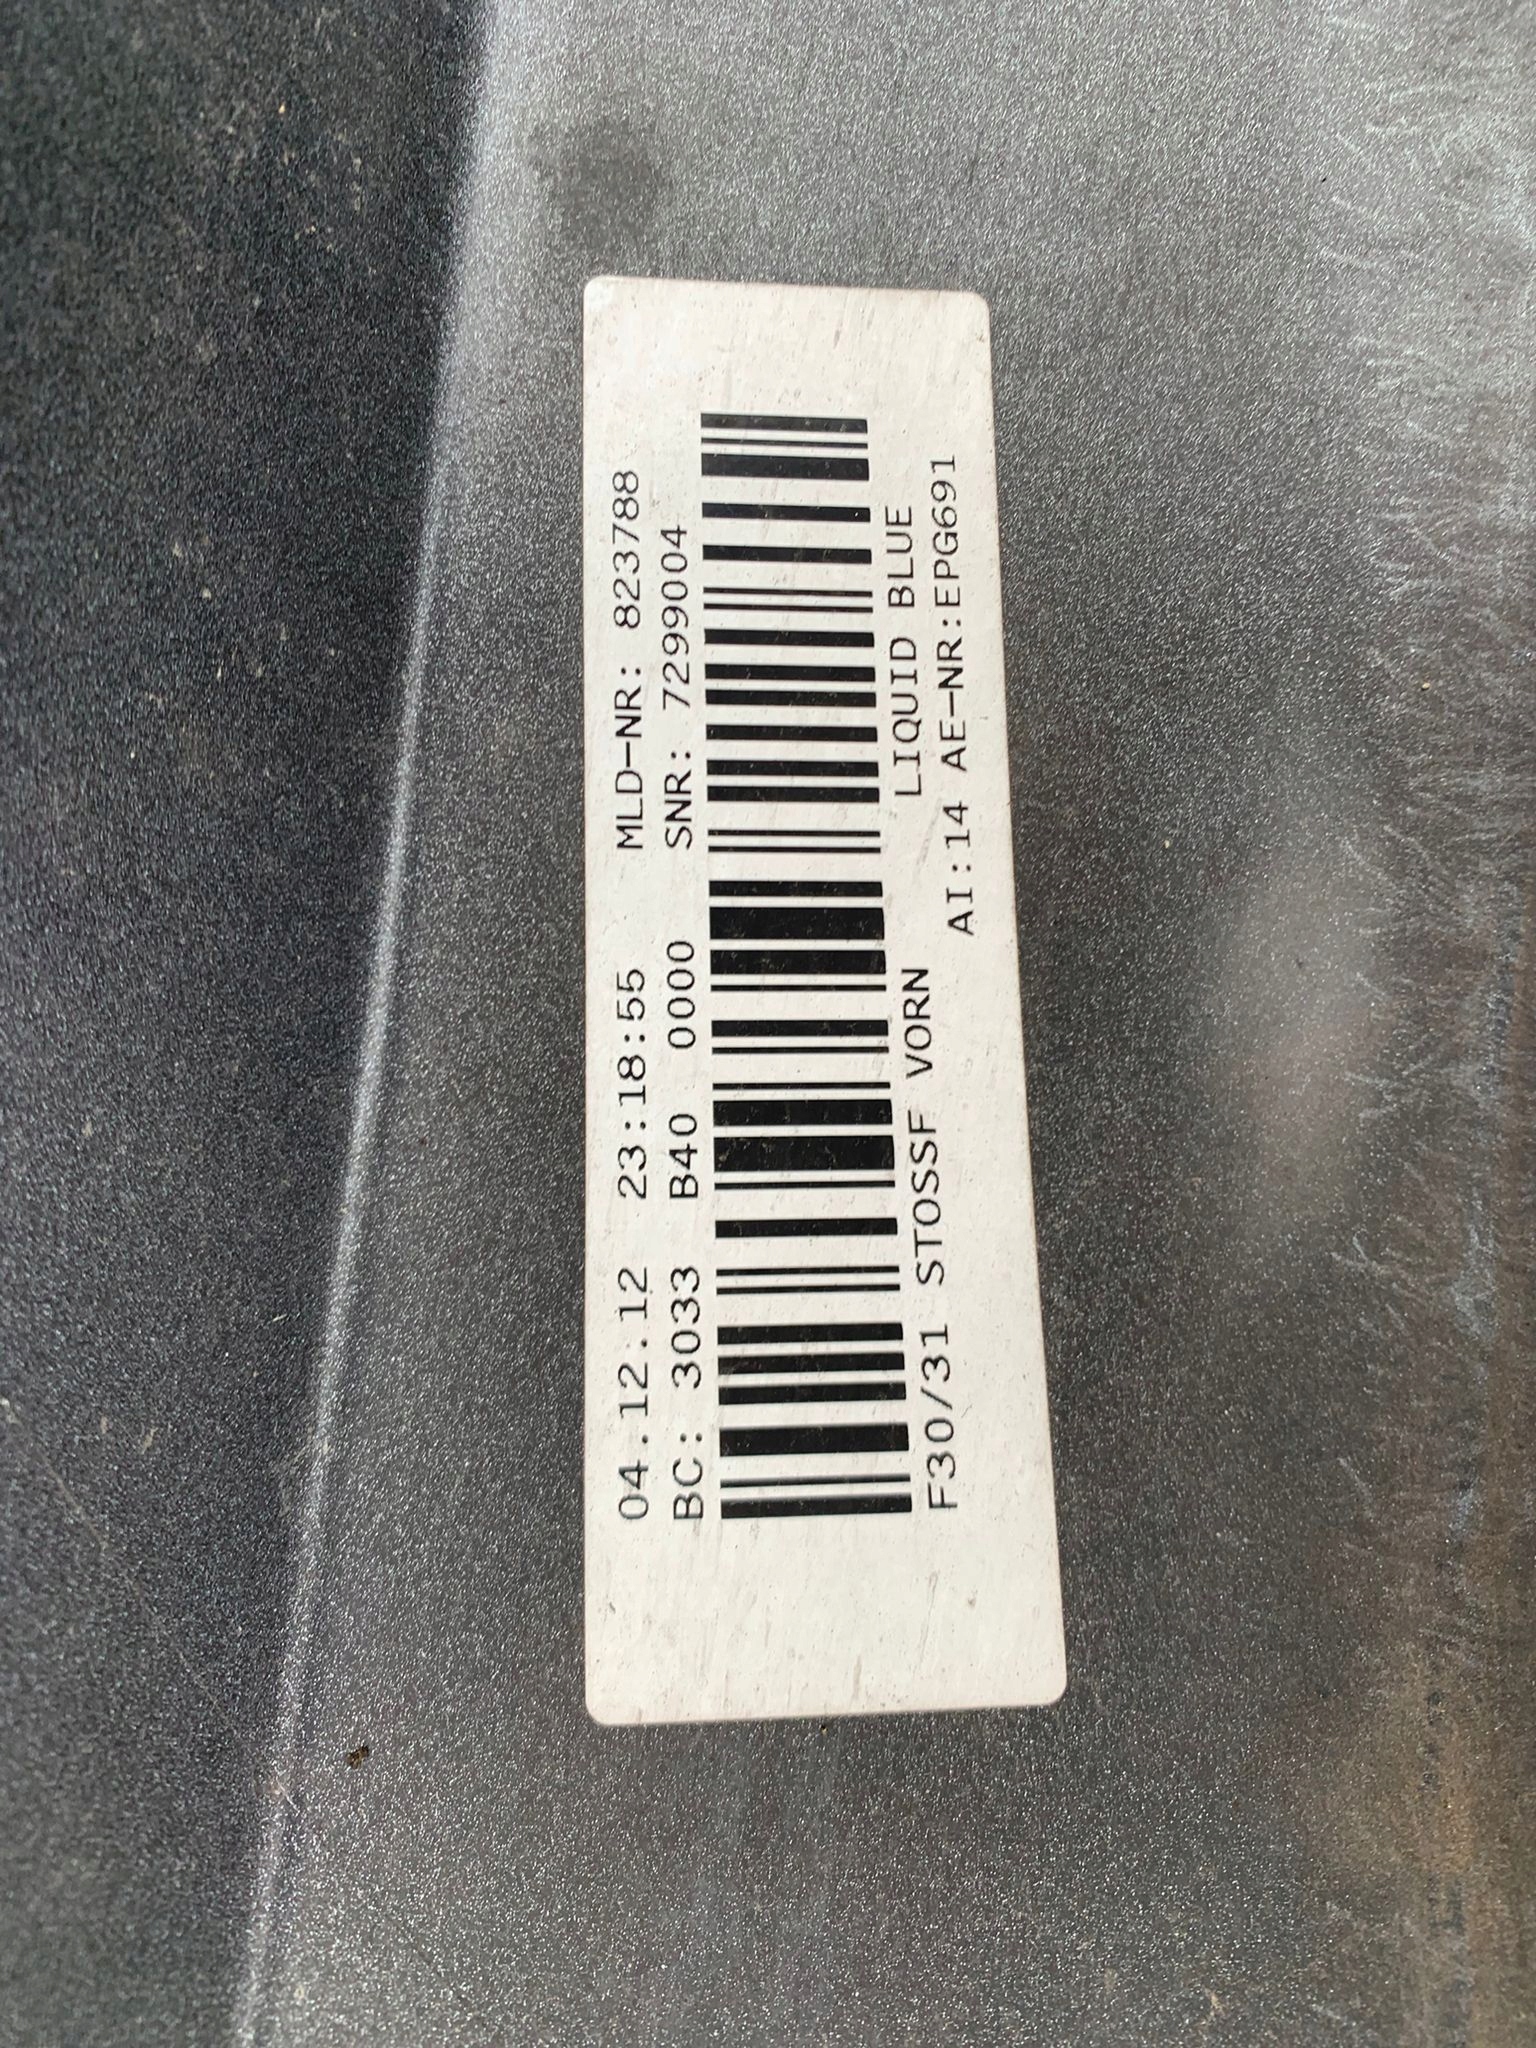 04.12.12 23:18:55 MLD-NR: 823788
BC: 3033 B40 0000 SNR: 7299004
F30/31 STOSSF VORN LIQUID BLUE
AI:14 AE-NR:EPG691